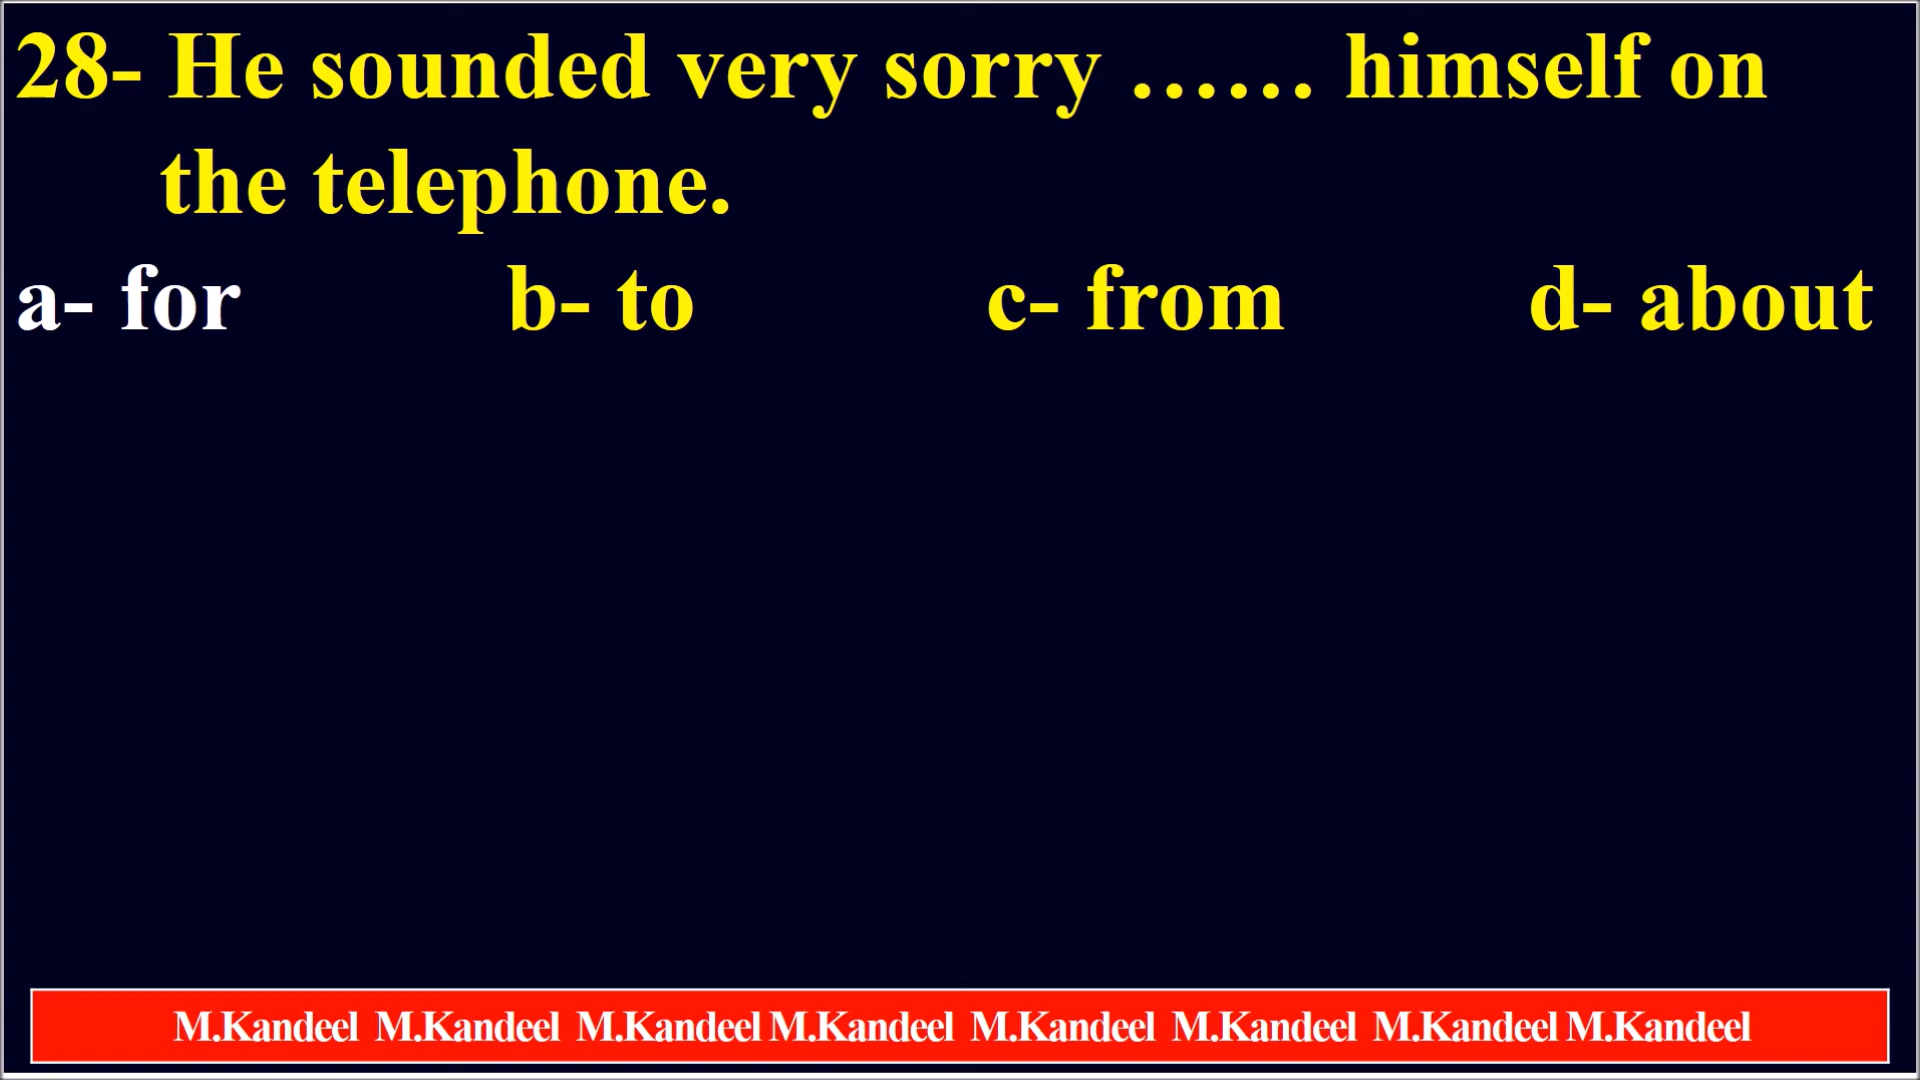 28- He sounded very sorry …… himself on
the telephone.
a- for b- to c- from d- about
M.Kandeel M.Kandeel M.Kandeel M.Kandeel M.Kandeel M.Kandeel M.Kandeel M.Kandeel